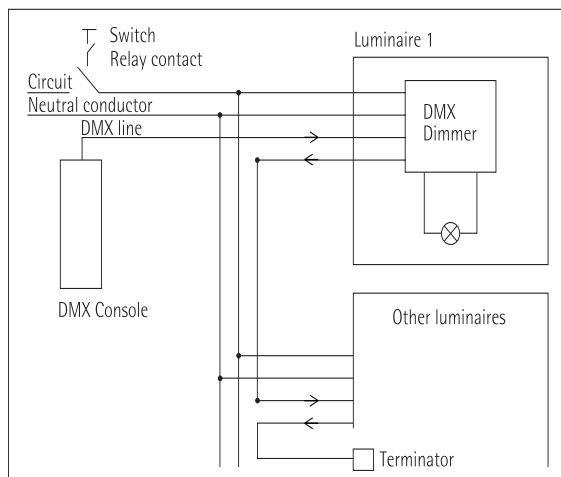 Switch
Relay contact
Luminaire 1
Circuit
Neutral conductor
DMX line
DMX
Dimmer
DMX Console
Other luminaires
Terminator